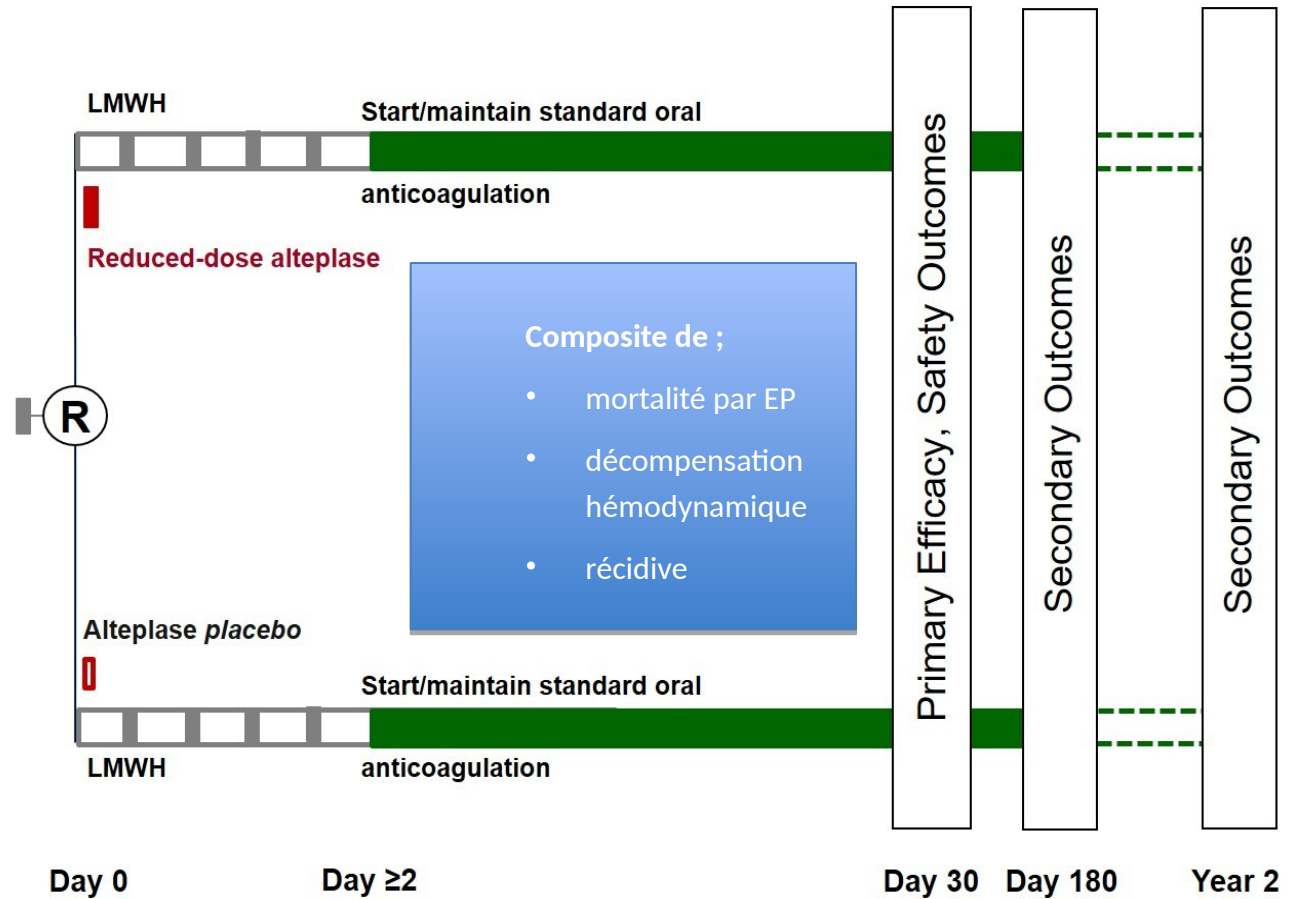 LMWH
Start/maintain standard oral
anticoagulation
Reduced-dose alteplase
Composite de ;
• mortalité par EP
• décompensation
hémodynamique
• récidive
R
Alteplase placebo
Start/maintain standard oral
LMWH
anticoagulation
Primary Efficacy, Safety Outcomes
Secondary Outcomes
Secondary Outcomes
Day 0
Day ≥2
Day 30
Day 180
Year 2